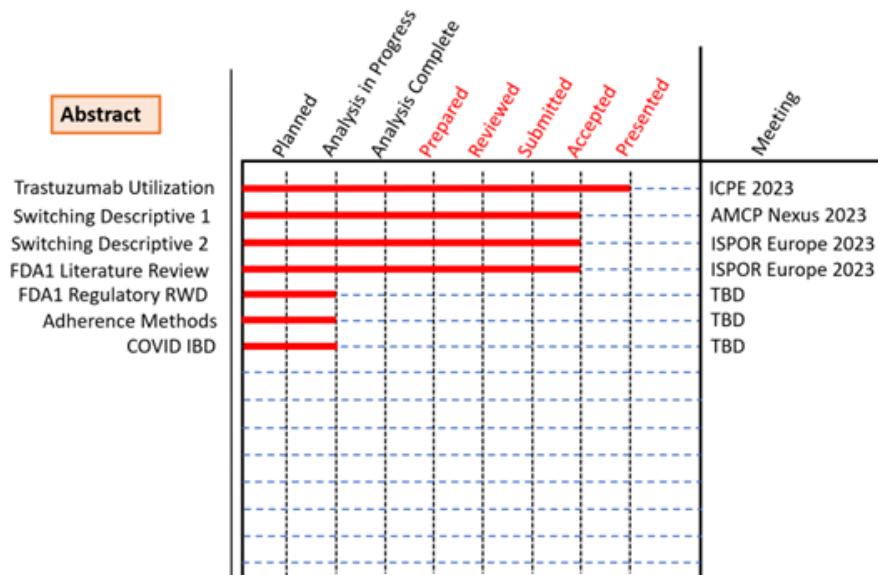 Abstract
Planned
Analysis in Progress
Analysis Complete
Prepared
Reviewed
Submitted
Accepted
Presented
Meeting
Trastuzumab Utilization ICPE 2023
Switching Descriptive 1 AMCP Nexus 2023
Switching Descriptive 2 ISPOR Europe 2023
FDA1 Literature Review ISPOR Europe 2023
FDA1 Regulatory RWD TBD
Adherence Methods TBD
COVID IBD TBD